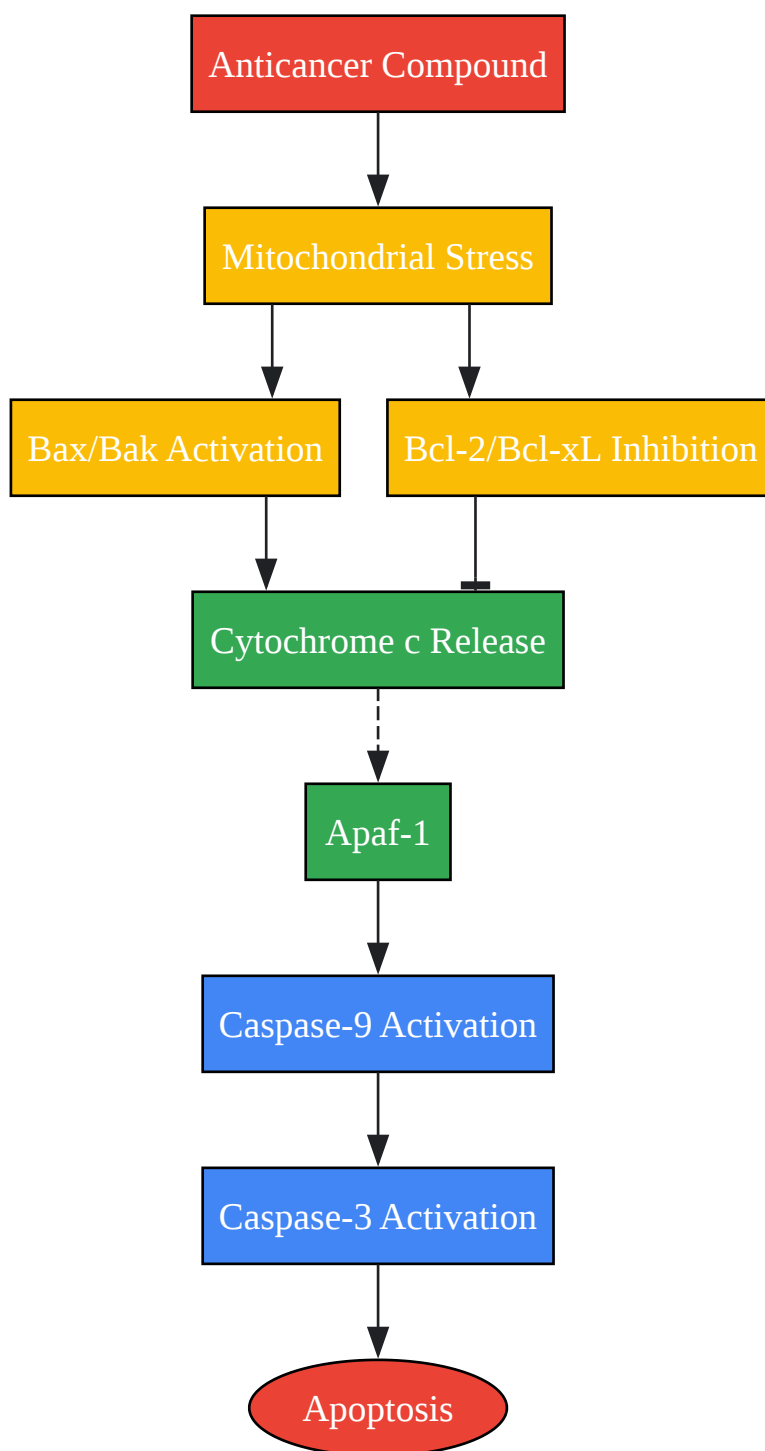 Anticancer Compound
Mitochondrial Stress
Bax/Bak Activation
Bcl-2/Bcl-xL Inhibition
Cytochrome c Release
Apaf-1
Caspase-9 Activation
Caspase-3 Activation
Apoptosis